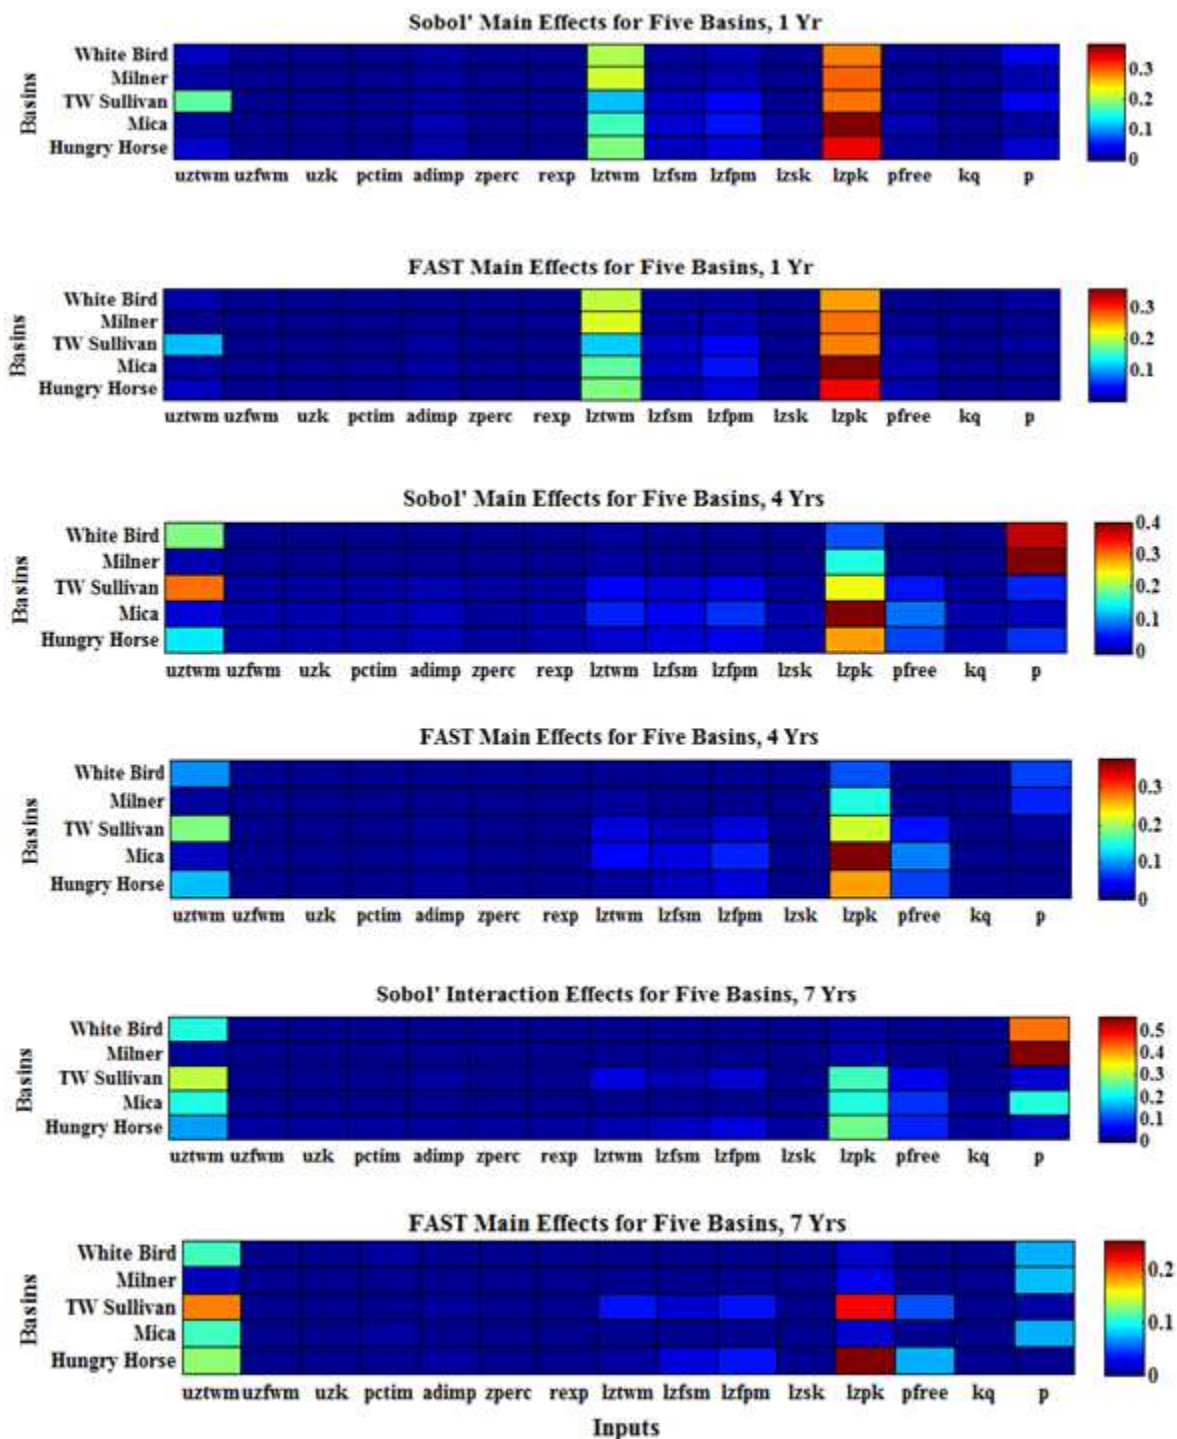 Sobol' Main Effects for Five Basins, 1 Yr
Basins
White Bird
Milner
TW Sullivan
Mica
Hungry Horse
0.3
0.2
0.1
0
uztwm uzfwm uzk pctim adimp zperc rexp lztwm lzfsm lzfpm lzsk lzpk pfree kq p
FAST Main Effects for Five Basins, 1 Yr
Basins
White Bird
Milner
TW Sullivan
Mica
Hungry Horse
0.3
0.2
0.1
uztwm uzfwm uzk pctim adimp zperc rexp lztwm lzfsm lzfpm lzsk lzpk pfree kq p
Sobol' Main Effects for Five Basins, 4 Yrs
Basins
White Bird
Milner
TW Sullivan
Mica
Hungry Horse
0.4
0.3
0.2
0.1
0
uztwm uzfwm uzk pctim adimp zperc rexp lztwm lzfsm lzfpm lzsk lzpk pfree kq p
FAST Main Effects for Five Basins, 4 Yrs
Basins
White Bird
Milner
TW Sullivan
Mica
Hungry Horse
0.3
0.2
0.1
0
uztwm uzfwm uzk pctim adimp zperc rexp lztwm lzfsm lzfpm lzsk lzpk pfree kq p
Sobol' Interaction Effects for Five Basins, 7 Yrs
Basins
White Bird
Milner
TW Sullivan
Mica
Hungry Horse
0.5
0.4
0.3
0.2
0.1
0
uztwm uzfwm uzk pctim adimp zperc rexp lztwm lzfsm lzfpm lzsk lzpk pfree kq p
FAST Main Effects for Five Basins, 7 Yrs
Basins
White Bird
Milner
TW Sullivan
Mica
Hungry Horse
0.2
0.1
0
uztwm uzfwm uzk pctim adimp zperc rexp lztwm lzfsm lzfpm lzsk lzpk pfree kq p
Inputs